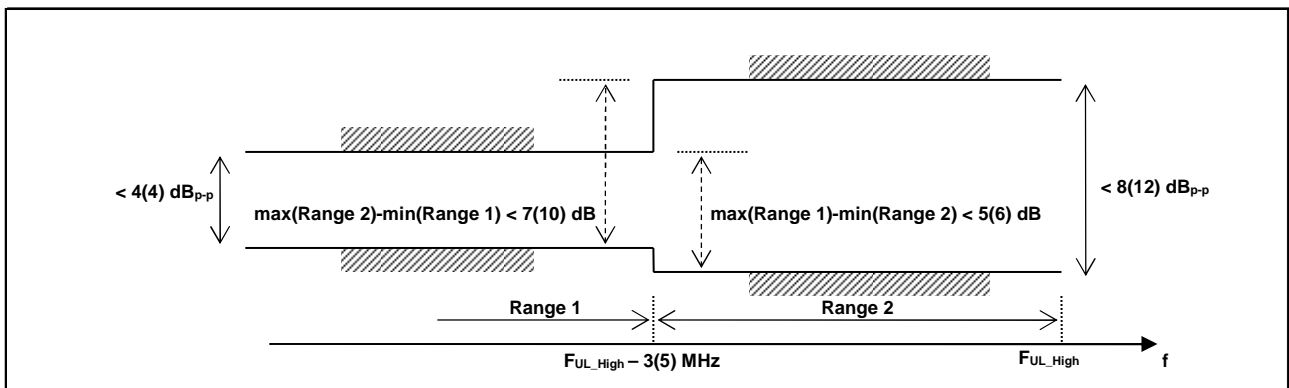 < 4(4) dBp-p
max(Range 2)-min(Range 1) < 7(10) dB
max(Range 1)-min(Range 2) < 5(6) dB
< 8(12) dBp-p
Range 1
Range 2
FUL_High – 3(5) MHz
FUL_High
f